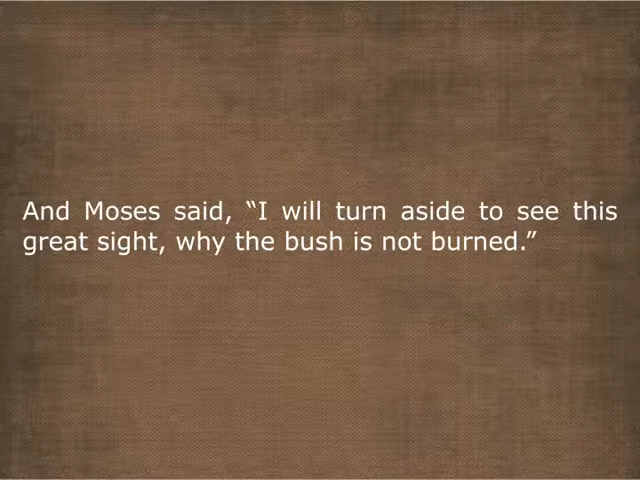 And Moses said, “I will turn aside to see this
great sight, why the bush is not burned.”